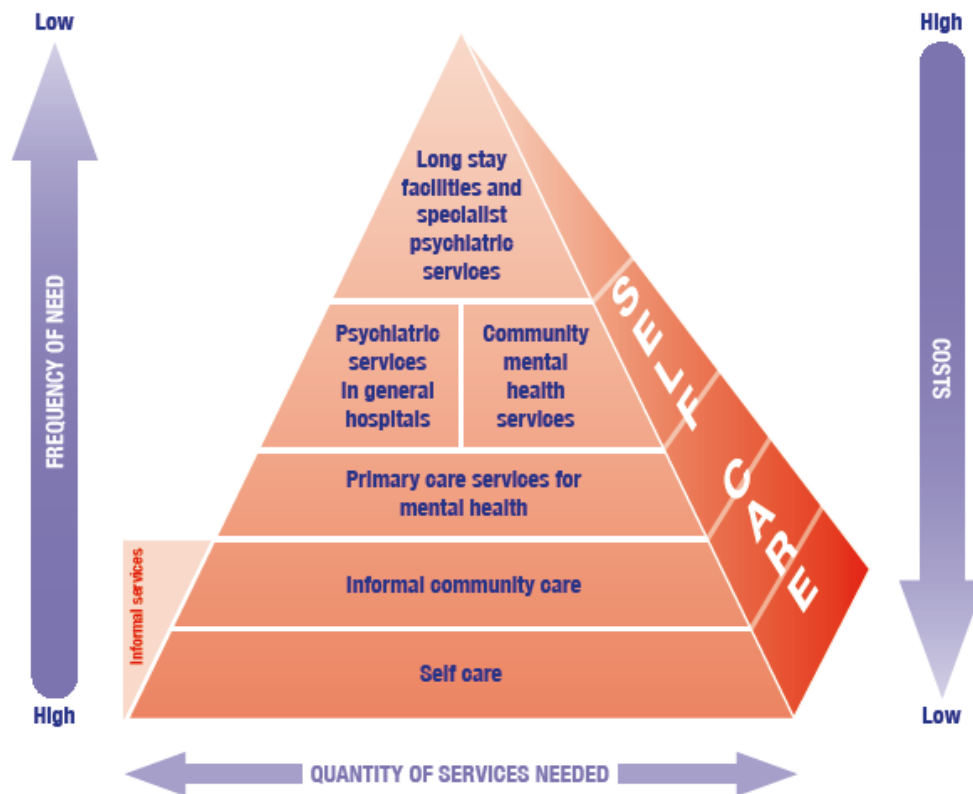 Low
High
Long stay
facilities and
specialist
psychiatric
services
Psychiatric
services
in general
hospitals
Community
mental
health
services
Primary care services for
mental health
Informal community care
Self care
Informal services
SELF CARE
FREQUENCY OF NEED
COSTS
High
Low
QUANTITY OF SERVICES NEEDED